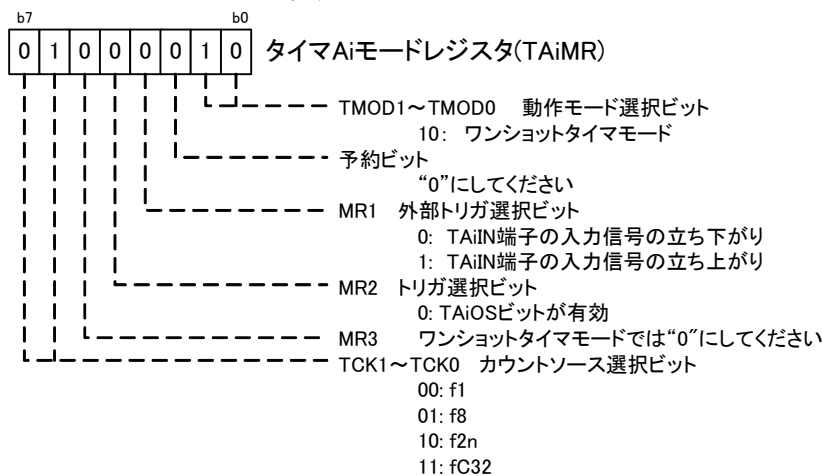 b7 b0
0 1 0 0 0 0 1 0 タイマAiモードレジスタ(TAiMR)
TMOD1～TMOD0 動作モード選択ビット
10: ワンショットタイマモード
予約ビット
“0”にしてください
MR1 外部トリガ選択ビット
0: TAiIN端子の入力信号の立ち下がり
1: TAiIN端子の入力信号の立ち上がり
MR2 トリガ選択ビット
0: TAiOSビットが有効
MR3 ワンショットタイマモードでは“0”にしてください
TCK1～TCK0 カウントソース選択ビット
00: f1
01: f8
10: f2n
11: fC32